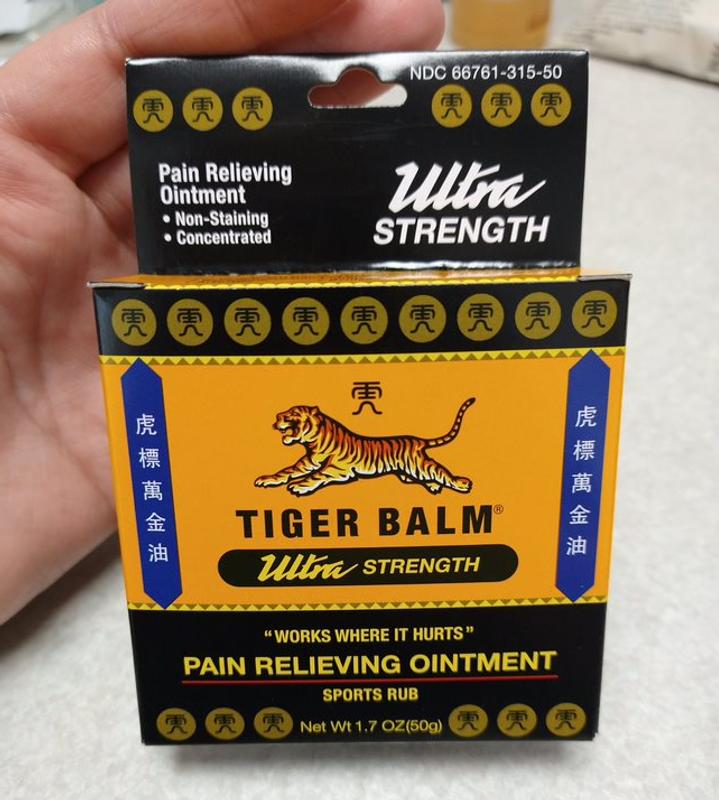 NDC 66761-315-50
Pain Relieving
Ointment
• Non-Staining
• Concentrated
Ultra
STRENGTH
虎標萬金油
虎標萬金油
TIGER BALM®
Ultra STRENGTH
“WORKS WHERE IT HURTS”
PAIN RELIEVING OINTMENT
SPORTS RUB
Net Wt 1.7 OZ(50g)